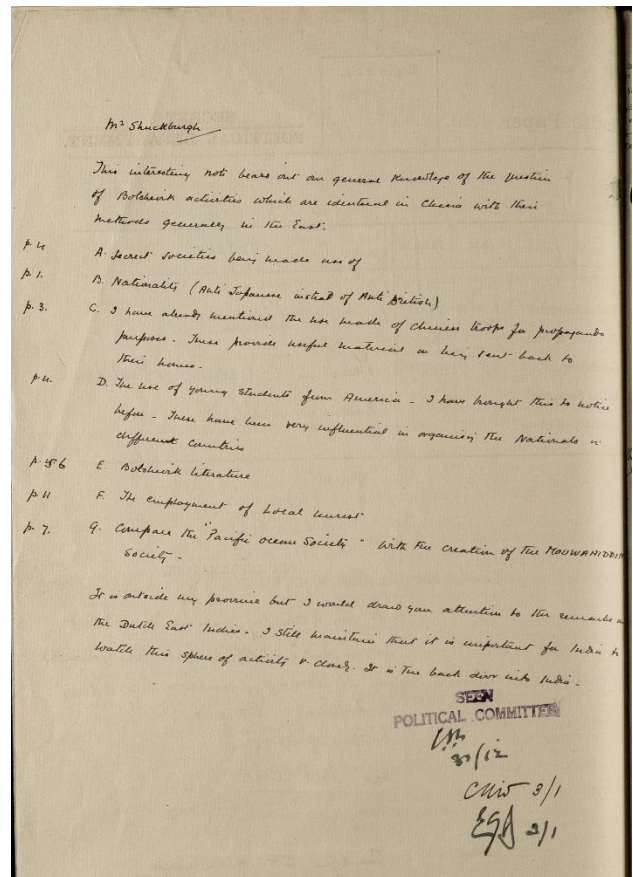 Mr Shuckburgh
This interesting note bears out our general knowledge of the question
of Bolshevik activities which are identical in China with their
methods generally in the East.
p. 4 A. Secret societies being made use of
p. 1. B. Nationality (Anti Japanese instead of Anti British)
p. 3. C. I have already mentioned the use made of Chinese troops for propaganda
purposes - These provide useful material on being sent back to
their homes.
p. 4. D. The use of young students from America - I have brought this to notice
before - These have been very influential in organising the Nationals in
different countries
p. 5 & 6 E Bolshevik literature
p. 11 F. The employment of Local unrest
p. 7. G. Compare the "Pacific Ocean Society" with the creation of the MOUWAHIDDIN
Society -
It is outside my province but I would draw your attention to the remarks on
the Dutch East Indies - I still maintain that it is important for India to
watch this sphere of activity v. closely. It is the back door into India -
SEEN
POLITICAL COMMITTEE
31/12
3/1
3/1